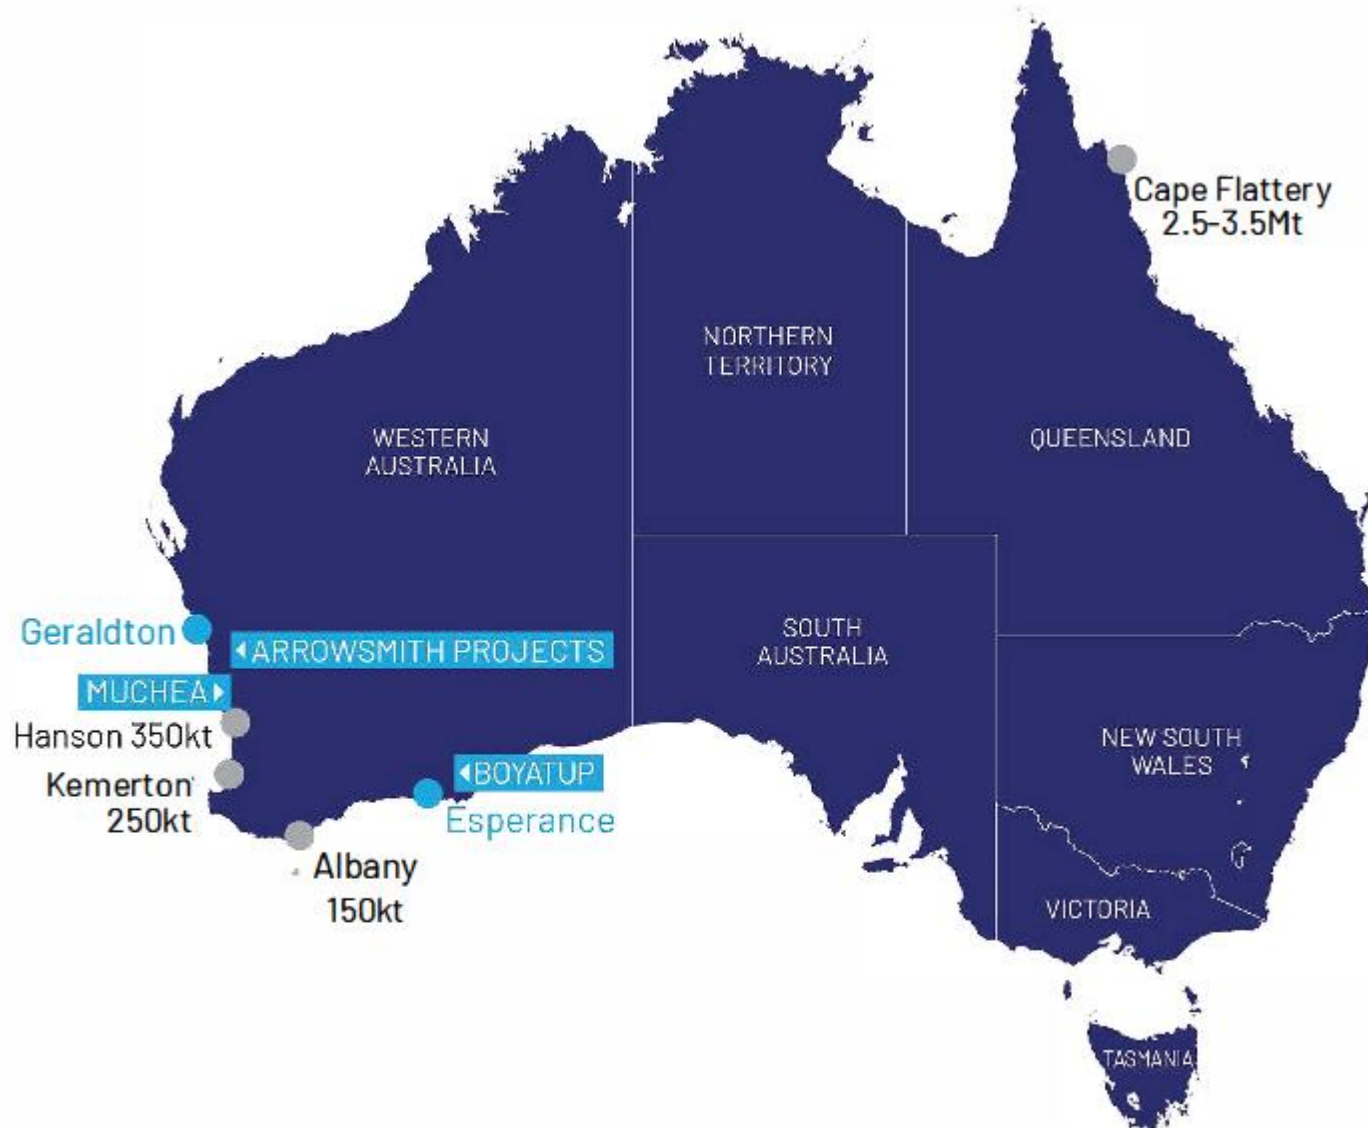 Cape Flattery
2.5-3.5Mt
NORTHERN
TERRITORY
WESTERN
AUSTRALIA
QUEENSLAND
Geraldton
ARROWSMITH PROJECTS
SOUTH
AUSTRALIA
MUCHEA
Hanson 350kt
NEW SOUTH
WALES
Kemerton
250kt
BOYATUP
Esperance
Albany
150kt
VICTORIA
TASMANIA